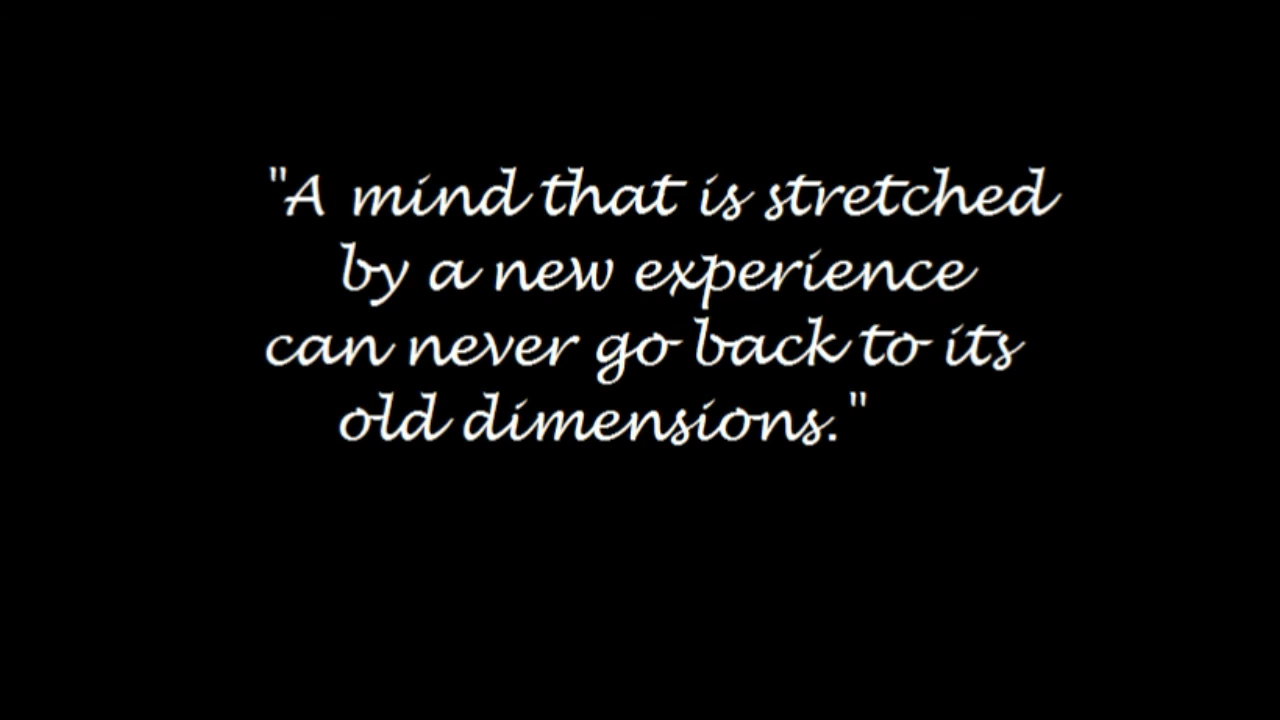 "A mind that is stretched
by a new experience
can never go back to its
old dimensions."